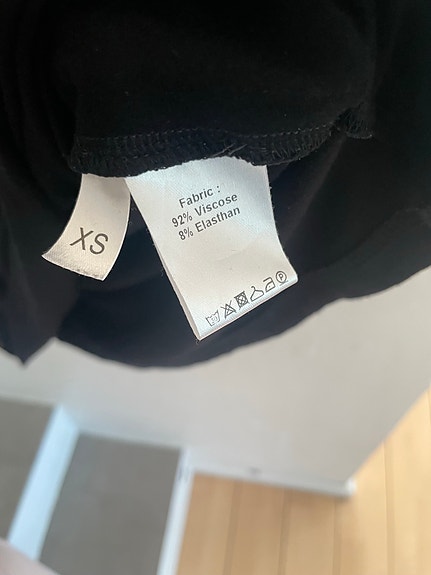 XS
Fabric :
92% Viscose
8% Elasthan